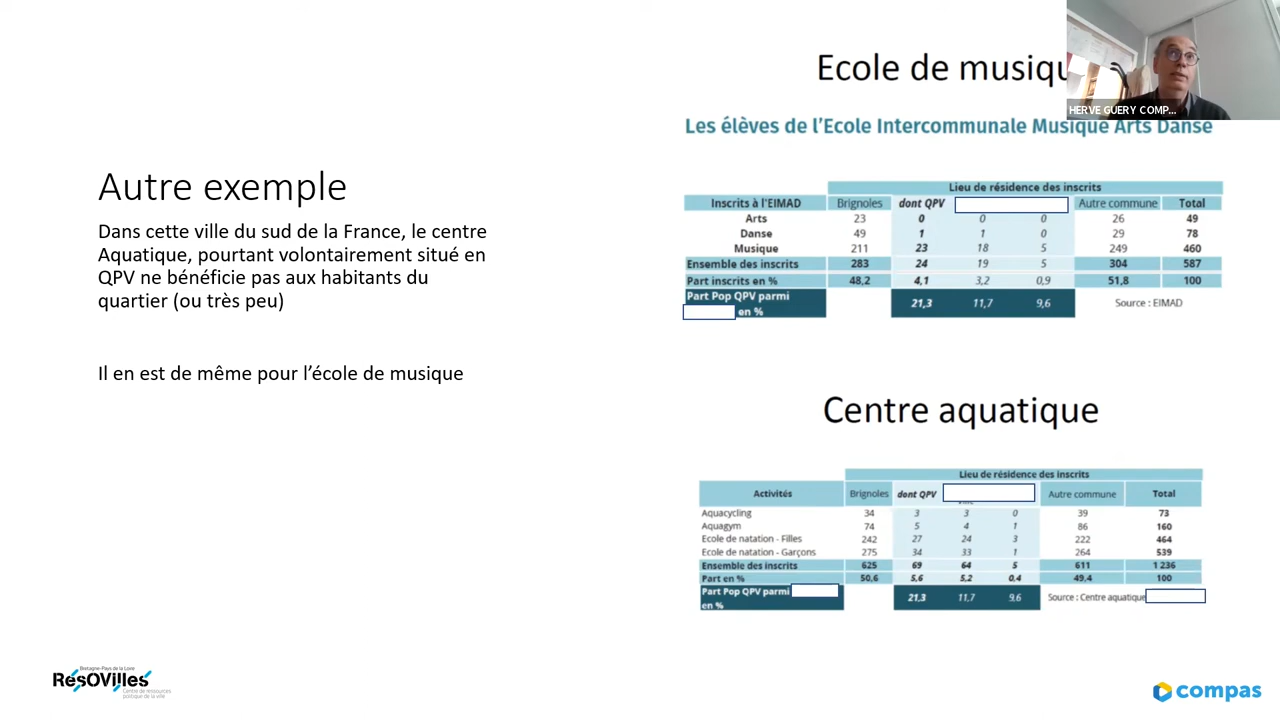 Ecole de musiqu
HERVE GUERY COMP...
Les élèves de l'Ecole Intercommunale Musique Arts Danse
Autre exemple
Dans cette ville du sud de la France, le centre
Aquatique, pourtant volontairement situé en
QPV ne bénéficie pas aux habitants du
quartier (ou très peu)
Il en est de même pour l'école de musique
Lieu de résidence des inscrits
Inscrits à l'EIMAD Brignoles dont QPV Autre commune Total
Arts 23 0 0 0 26 49
Danse 49 1 1 0 29 78
Musique 211 23 18 5 249 460
Ensemble des inscrits 283 24 19 5 304 587
Part inscrits en % 48,2 4,1 3,2 0,9 51,8 100
Part Pop QPV parmi
en % 21,3 11,7 9,6 Source : EIMAD
Centre aquatique
Lieu de résidence des inscrits
Activités Brignoles dont QPV Autre commune Total
Aquacycling 34 3 3 0 39 73
Aquagym 74 5 4 1 86 160
Ecole de natation - Filles 242 27 24 3 222 464
Ecole de natation - Garçons 275 34 33 1 264 539
Ensemble des inscrits 625 69 64 5 611 1 236
Part en % 50,6 5,6 5,2 0,4 49,4 100
Part Pop QPV parmi
en % 21,3 11,7 9,6 Source : Centre aquatique
Bretagne-Pays de la Loire
RésOVilles
Centre de ressources
politique de la ville
compas